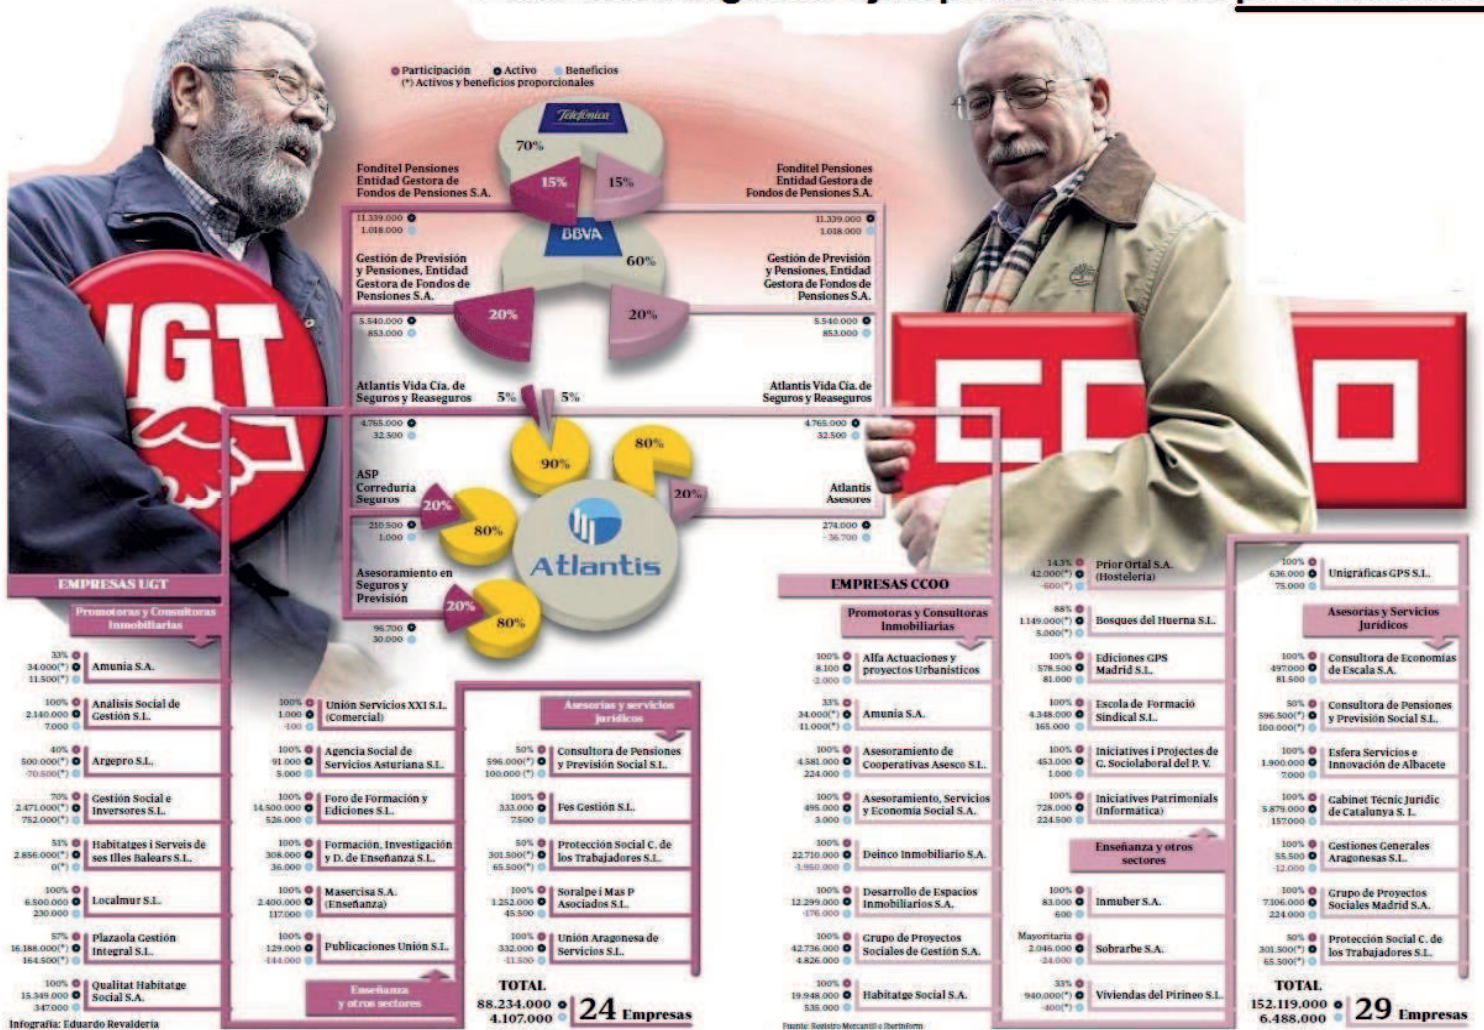 Participación Activo Beneficios
(*) Activos y beneficios proporcionales
Telefónica
70%
15%
15%
Fonditel Pensiones
Entidad Gestora de
Fondos de Pensiones S.A.
11.339.000
1.018.000
Fonditel Pensiones
Entidad Gestora de
Fondos de Pensiones S.A.
11.339.000
1.018.000
BBVA
60%
20%
20%
Gestión de Previsión
y Pensiones, Entidad
Gestora de Fondos de
Pensiones S.A.
5.540.000
853.000
Gestión de Previsión
y Pensiones, Entidad
Gestora de Fondos de
Pensiones S.A.
5.540.000
853.000
UGT
Atlantis Vida Cía. de
Seguros y Reaseguros
4.765.000
32.500
5%
5%
90%
Atlantis Vida Cía. de
Seguros y Reaseguros
4.765.000
32.500
80%
20%
ASP
Correduría
Seguros
210.500
1.000
20%
80%
Atlantis
Asesores
274.000
-36.700
Atlantis
Asesoramiento en
Seguros y
Previsión
96.700
30.000
20%
80%
EMPRESAS UGT
Promotoras y Consultoras
Inmobiliarias
33%
34.000(*)
11.500(*)
Amunia S.A.
100%
2.140.000
7.000
Análisis Social de
Gestión S.L.
40%
500.000(*)
-70.500(*)
Argepro S.L.
70%
2.471.000(*)
752.000(*)
Gestión Social e
Inversores S.L.
51%
2.856.000(*)
0(*)
Habitatges i Serveis de
ses Illes Balears S.L.
100%
6.500.000
230.000
Localmur S.L.
57%
16.188.000(*)
164.500(*)
Plazaola Gestión
Integral S.L.
100%
15.349.000
347.000
Qualitat Habitatge
Social S.A.
100%
1.000
-100
Unión Servicios XXI S.L.
(Comercial)
100%
91.000
5.000
Agencia Social de
Servicios Asturiana S.L.
100%
14.500.000
526.000
Foro de Formación y
Ediciones S.L.
100%
308.000
36.000
Formación, Investigación
y D. de Enseñanza S.L.
100%
2.400.000
117.000
Masercisa S.A.
(Enseñanza)
100%
129.000
-144.000
Publicaciones Unión S.L.
Enseñanza
y otros sectores
Asesorías y servicios
jurídicos
50%
596.000(*)
100.000 (*)
Consultora de Pensiones
y Previsión Social S.L.
100%
333.000
7.500
Fes Gestión S.L.
50%
301.500(*)
65.500(*)
Protección Social C. de
los Trabajadores S.L.
100%
1.252.000
45.500
Soralpe i Mas P
Asociados S.L.
100%
332.000
-11.500
Unión Aragonesa de
Servicios S.L.
TOTAL
88.234.000
4.107.000
24 Empresas
EMPRESAS CCOO
Promotoras y Consultoras
Inmobiliarias
100%
8.100
-2.000
Alfa Actuaciones y
proyectos Urbanísticos
33%
34.000(*)
11.000(*)
Amunia S.A.
100%
4.581.000
224.000
Asesoramiento de
Cooperativas Asesco S.L.
100%
495.000
3.000
Asesoramiento, Servicios
y Economía Social S.A.
100%
22.710.000
-1.960.000
Deinco Inmobiliario S.A.
100%
12.299.000
-176.000
Desarrollo de Espacios
Inmobiliarios S.A.
100%
42.736.000
4.826.000
Grupo de Proyectos
Sociales de Gestión S.A.
100%
19.948.000
535.000
Habitatge Social S.A.
14,3%
42.000(*)
-600(*)
Prior Ortal S.A.
(Hostelería)
88%
1.149.000(*)
5.000(*)
Bosques del Huerna S.L.
100%
578.500
81.000
Ediciones GPS
Madrid S.L.
100%
4.348.000
165.000
Escola de Formació
Sindical S.L.
100%
453.000
1.000
Iniciatives i Projectes de
G. Sociolaboral del P. V.
100%
728.000
224.500
Iniciatives Patrimonials
(Informática)
Enseñanza y otros
sectores
100%
83.000
600
Inmuber S.A.
Mayoritaria
2.046.000
-24.000
Sobrarbe S.A.
33%
940.000(*)
-400(*)
Viviendas del Pirineo S.L.
100%
636.000
75.000
Unigráficas GPS S.L.
Asesorías y Servicios
Jurídicos
100%
497.000
81.500
Consultora de Economías
de Escala S.A.
50%
596.500(*)
100.000(*)
Consultora de Pensiones
y Previsión Social S.L.
100%
1.900.000
7.000
Esfera Servicios e
Innovación de Albacete
100%
5.879.000
157.000
Gabinet Tècnic Jurídic
de Catalunya S. L.
100%
55.500
-12.000
Gestiones Generales
Aragonesas S.L.
100%
7.106.000
224.000
Grupo de Proyectos
Sociales Madrid S.A.
50%
301.500(*)
65.500(*)
Protección Social C. de
los Trabajadores S.L.
TOTAL
152.119.000
6.488.000
29 Empresas
Infografía: Eduardo Revaldería
Fuente: Registro Mercantil e Iberinform